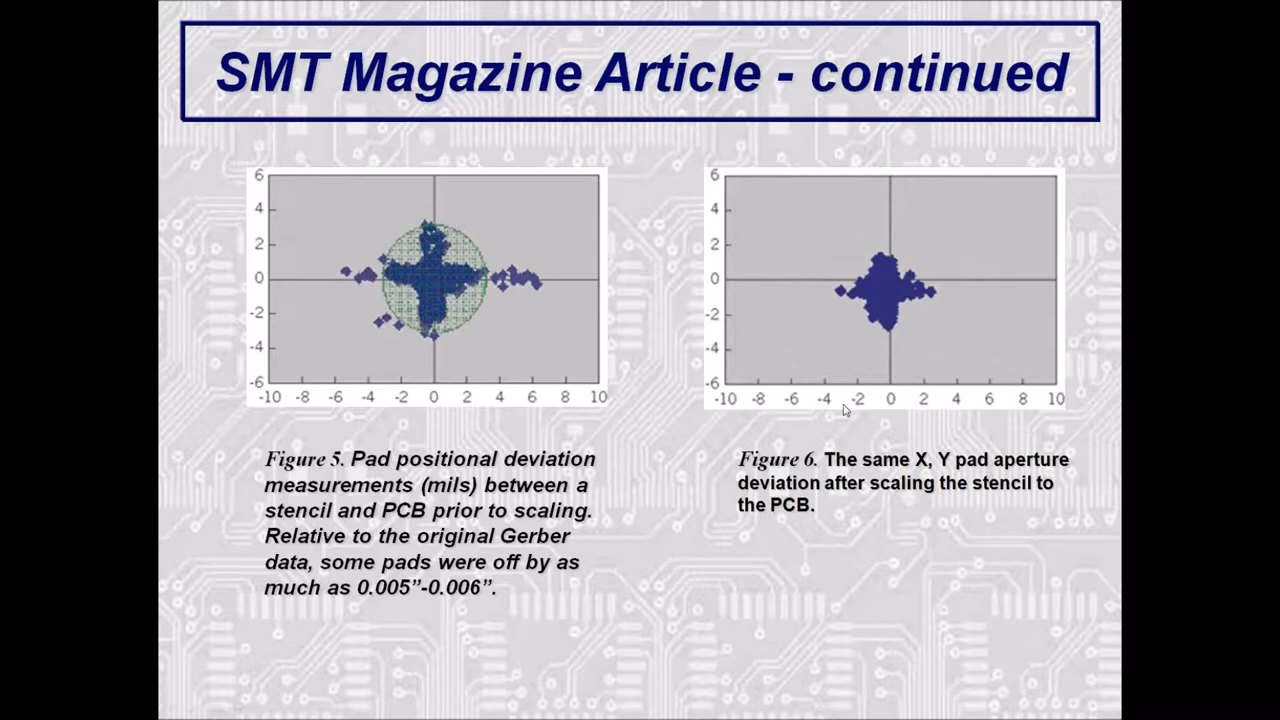 SMT Magazine Article - continued
6
4
2
0
-2
-4
-6
-10 -8 -6 -4 -2 0 2 4 6 8 10
6
4
2
0
-2
-4
-6
-10 -8 -6 -4 -2 0 2 4 6 8 10
Figure 5. Pad positional deviation
measurements (mils) between a
stencil and PCB prior to scaling.
Relative to the original Gerber
data, some pads were off by as
much as 0.005”-0.006”.
Figure 6. The same X, Y pad aperture
deviation after scaling the stencil to
the PCB.